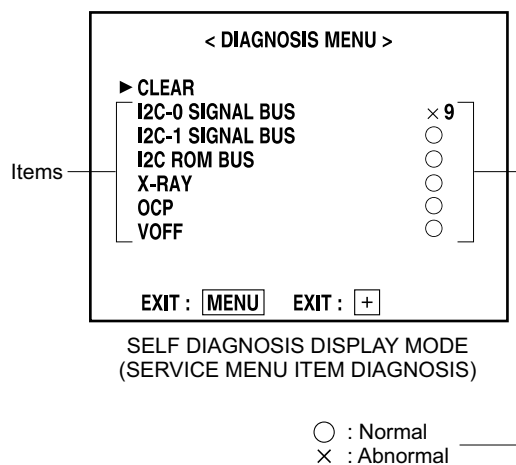 < DIAGNOSIS MENU >
► CLEAR
I2C-0 SIGNAL BUS × 9
I2C-1 SIGNAL BUS ○
I2C ROM BUS ○
X-RAY ○
OCP ○
VOFF ○
Items
EXIT : MENU EXIT : +
SELF DIAGNOSIS DISPLAY MODE
(SERVICE MENU ITEM DIAGNOSIS)
○ : Normal
× : Abnormal